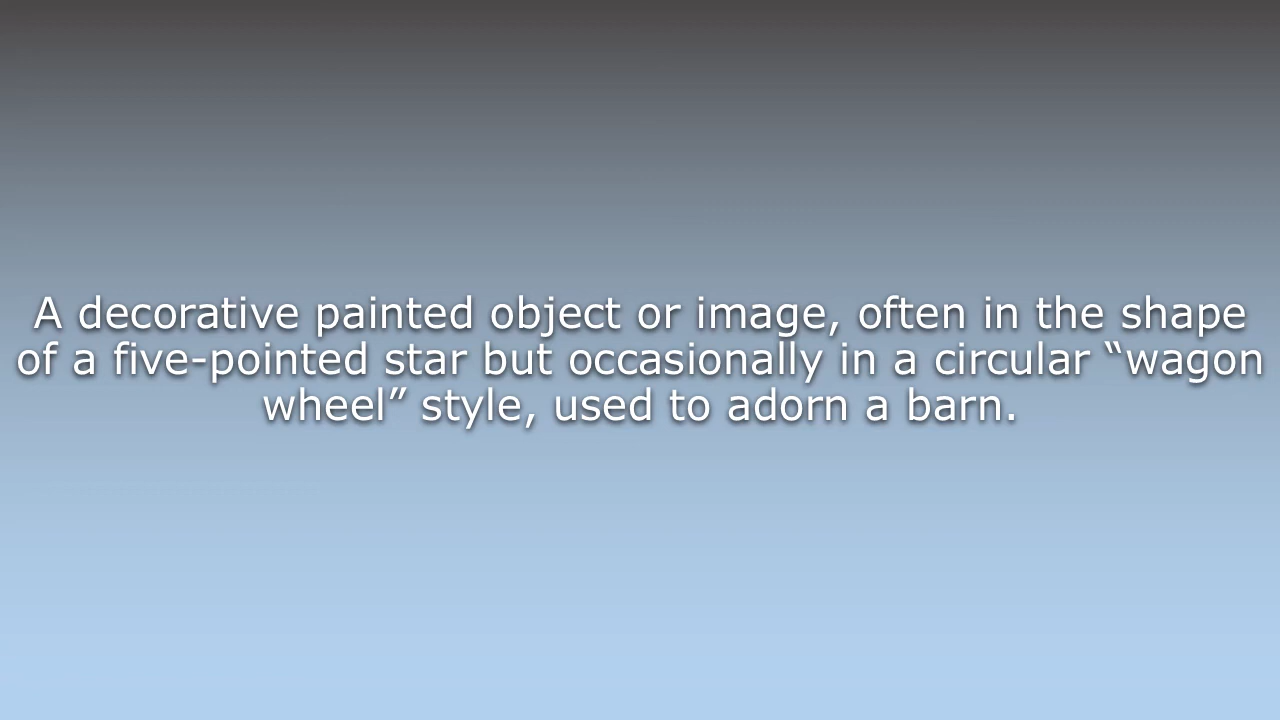 A decorative painted object or image, often in the shape
of a five-pointed star but occasionally in a circular “wagon
wheel” style, used to adorn a barn.